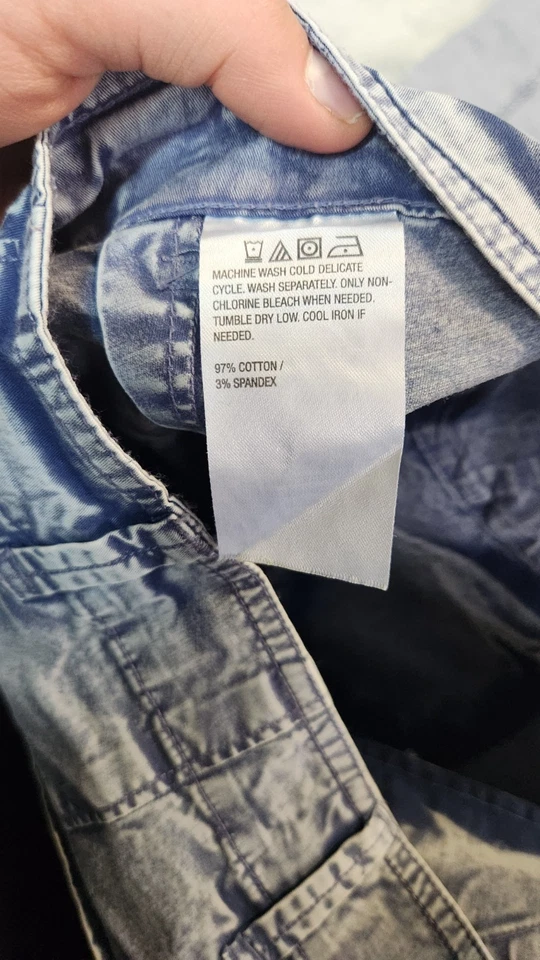 MACHINE WASH COLD DELICATE
CYCLE. WASH SEPARATELY. ONLY NON-
CHLORINE BLEACH WHEN NEEDED.
TUMBLE DRY LOW. COOL IRON IF
NEEDED.
97% COTTON /
3% SPANDEX